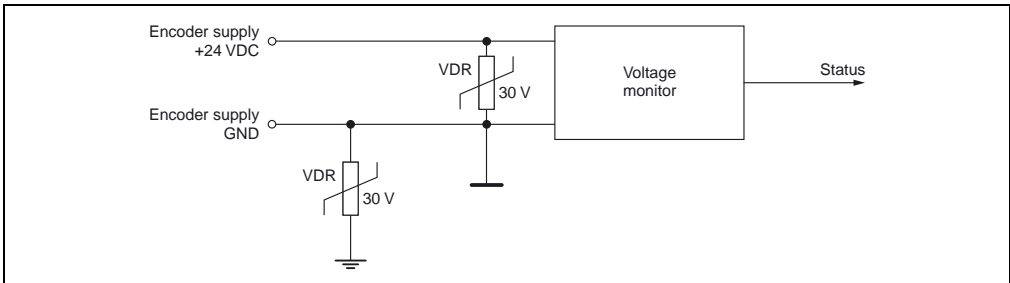 Encoder supply
+24 VDC
VDR
30 V
Voltage
monitor
Status
Encoder supply
GND
VDR
30 V